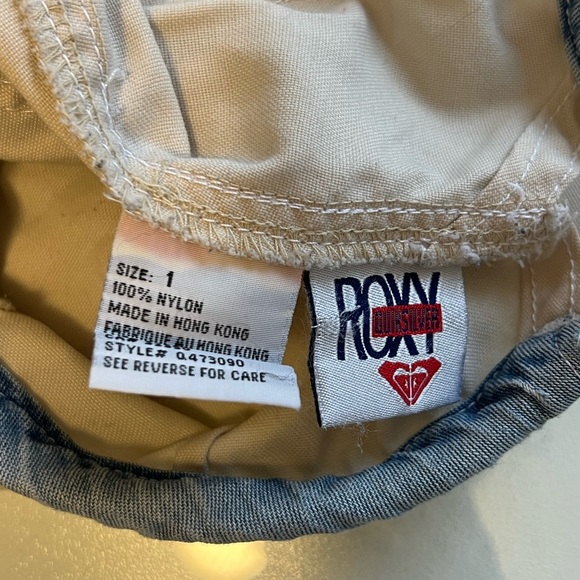 SIZE: 1
100% NYLON
MADE IN HONG KONG
FABRIQUE AU HONG KONG
STYLE# Q473090
SEE REVERSE FOR CARE
ROXY
QUIKSILVER
ROXY